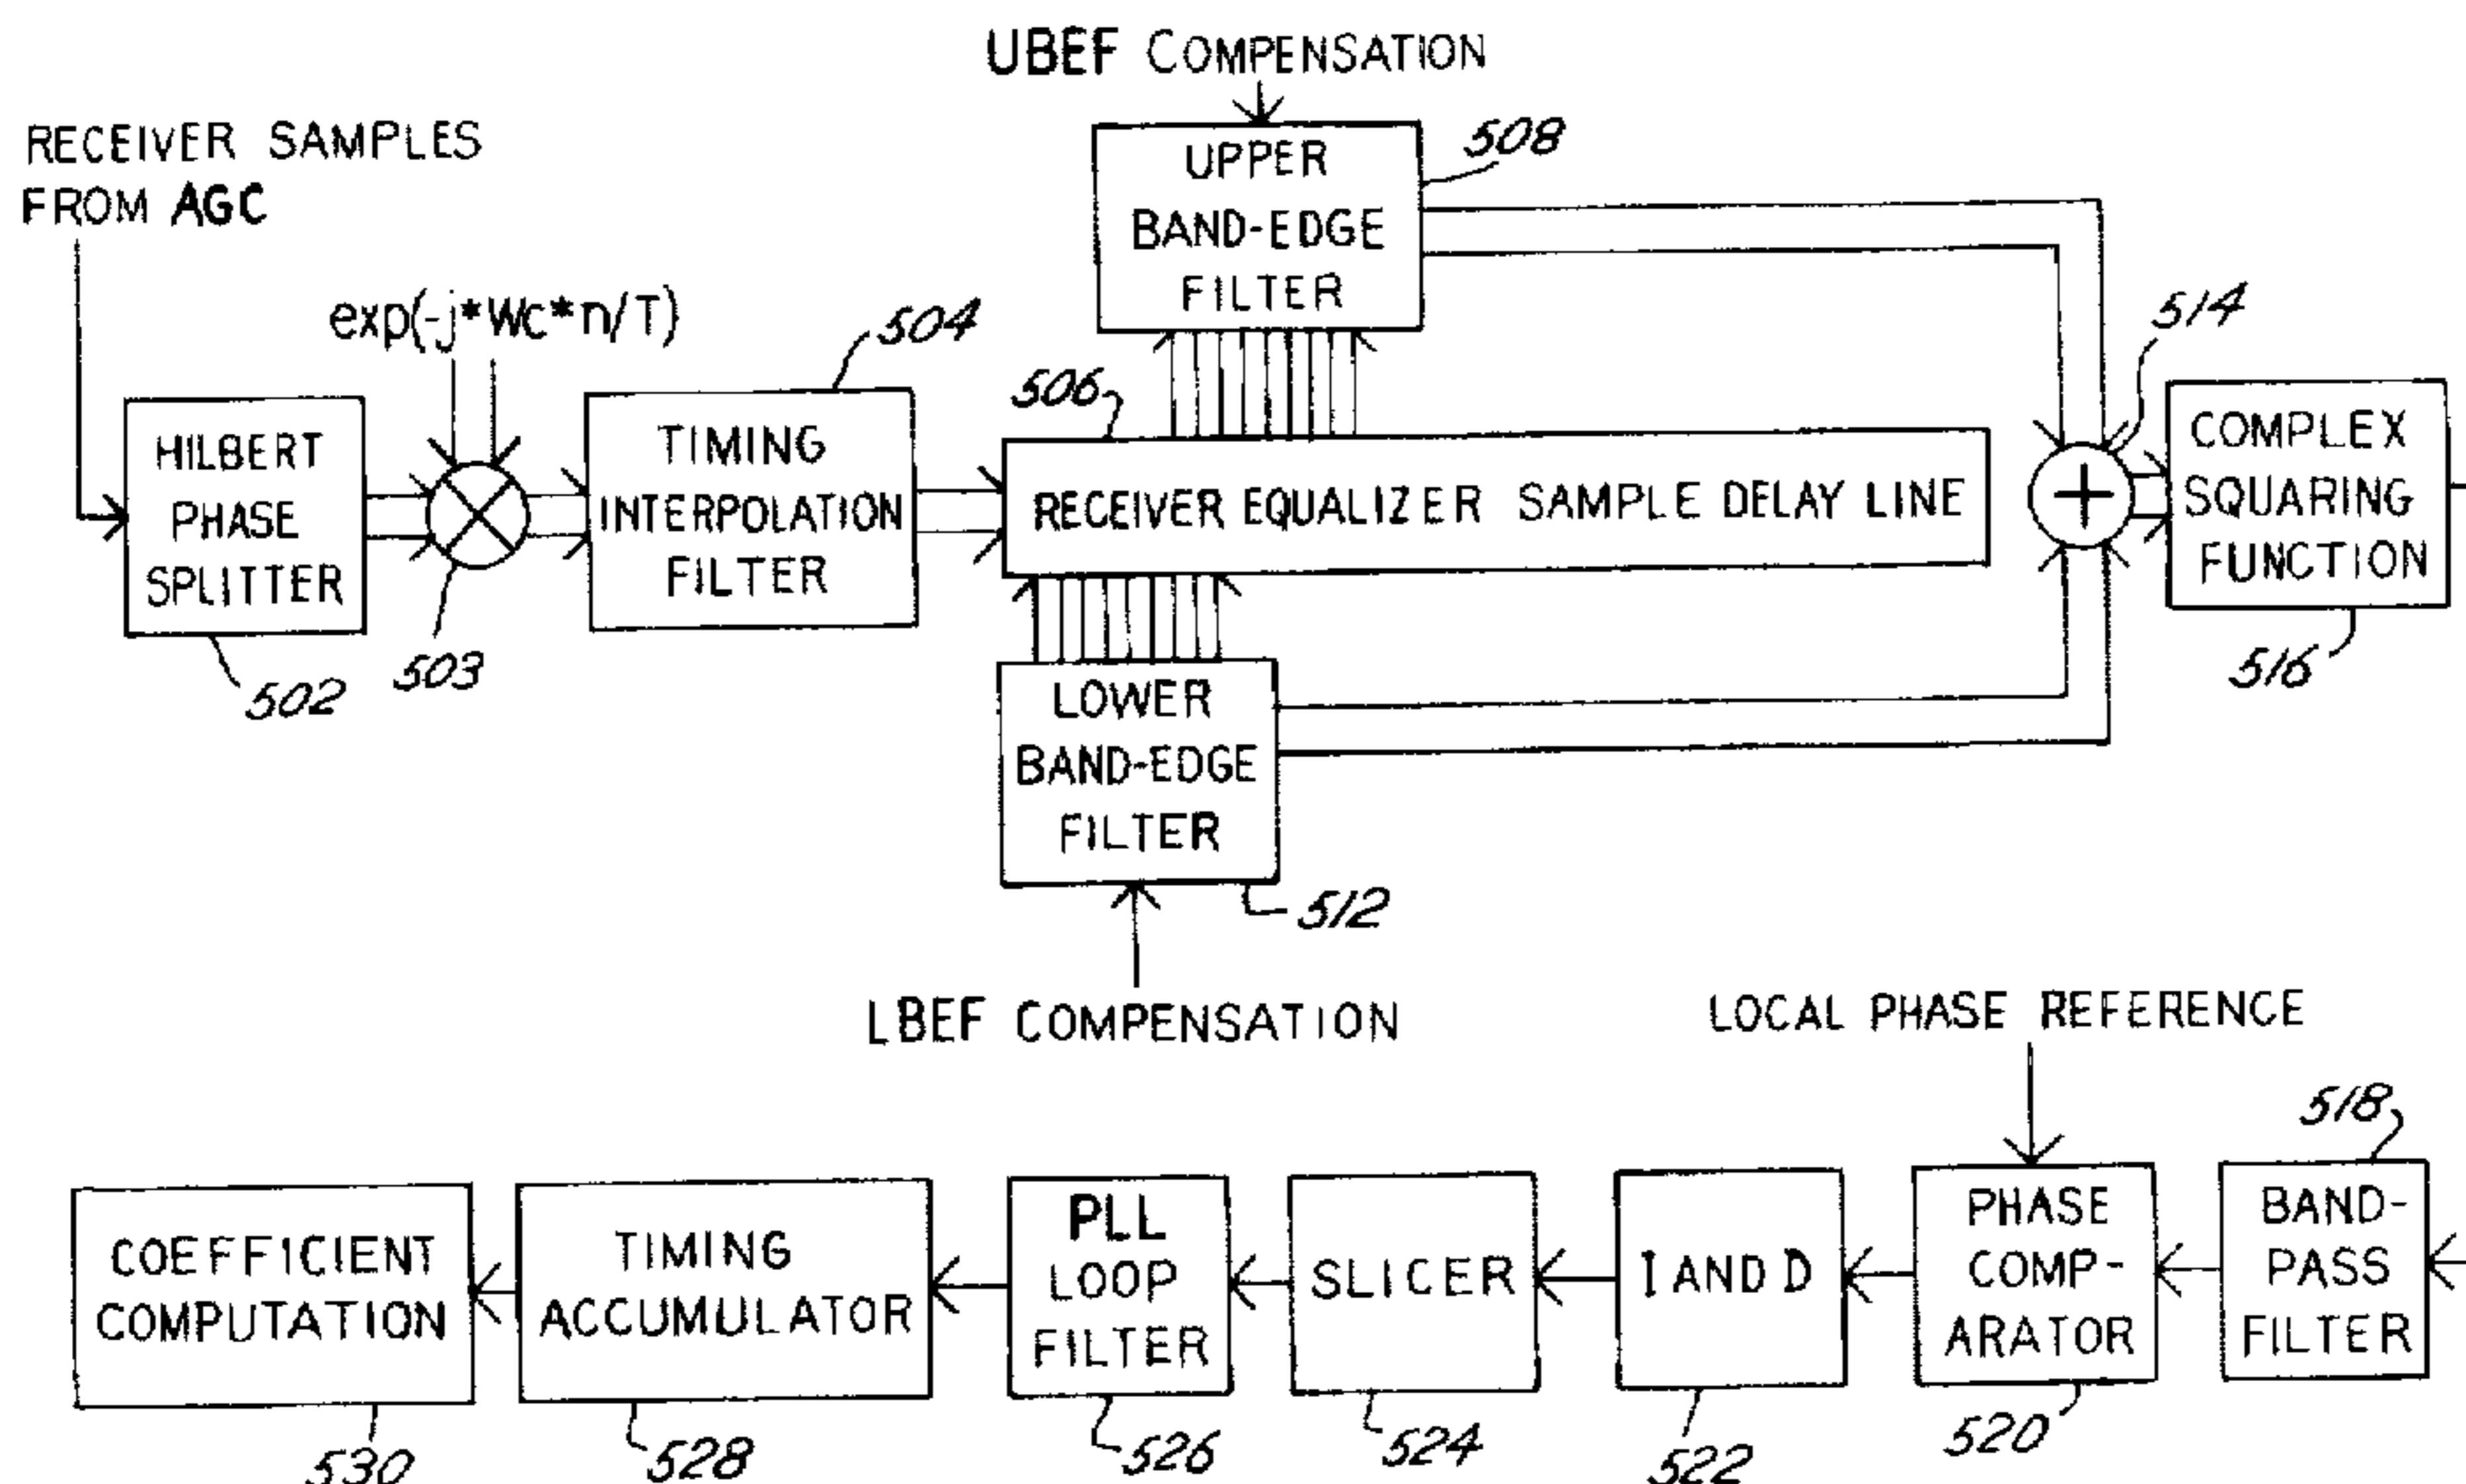 UBEF COMPENSATION
RECEIVER SAMPLES
FROM AGC
exp(-j*Wc*n/T)
504
UPPER
BAND-EDGE
FILTER
508
514
506
HILBERT
PHASE
SPLITTER
502
503
TIMING
INTERPOLATION
FILTER
RECEIVER EQUALIZER SAMPLE DELAY LINE
+
COMPLEX
SQUARING
FUNCTION
516
LOWER
BAND-EDGE
FILTER
512
LBEF COMPENSATION
LOCAL PHASE REFERENCE
518
COEFFICIENT
COMPUTATION
530
TIMING
ACCUMULATOR
528
PLL
LOOP
FILTER
526
SLICER
524
I AND D
522
PHASE
COMP-
ARATOR
520
BAND-
PASS
FILTER